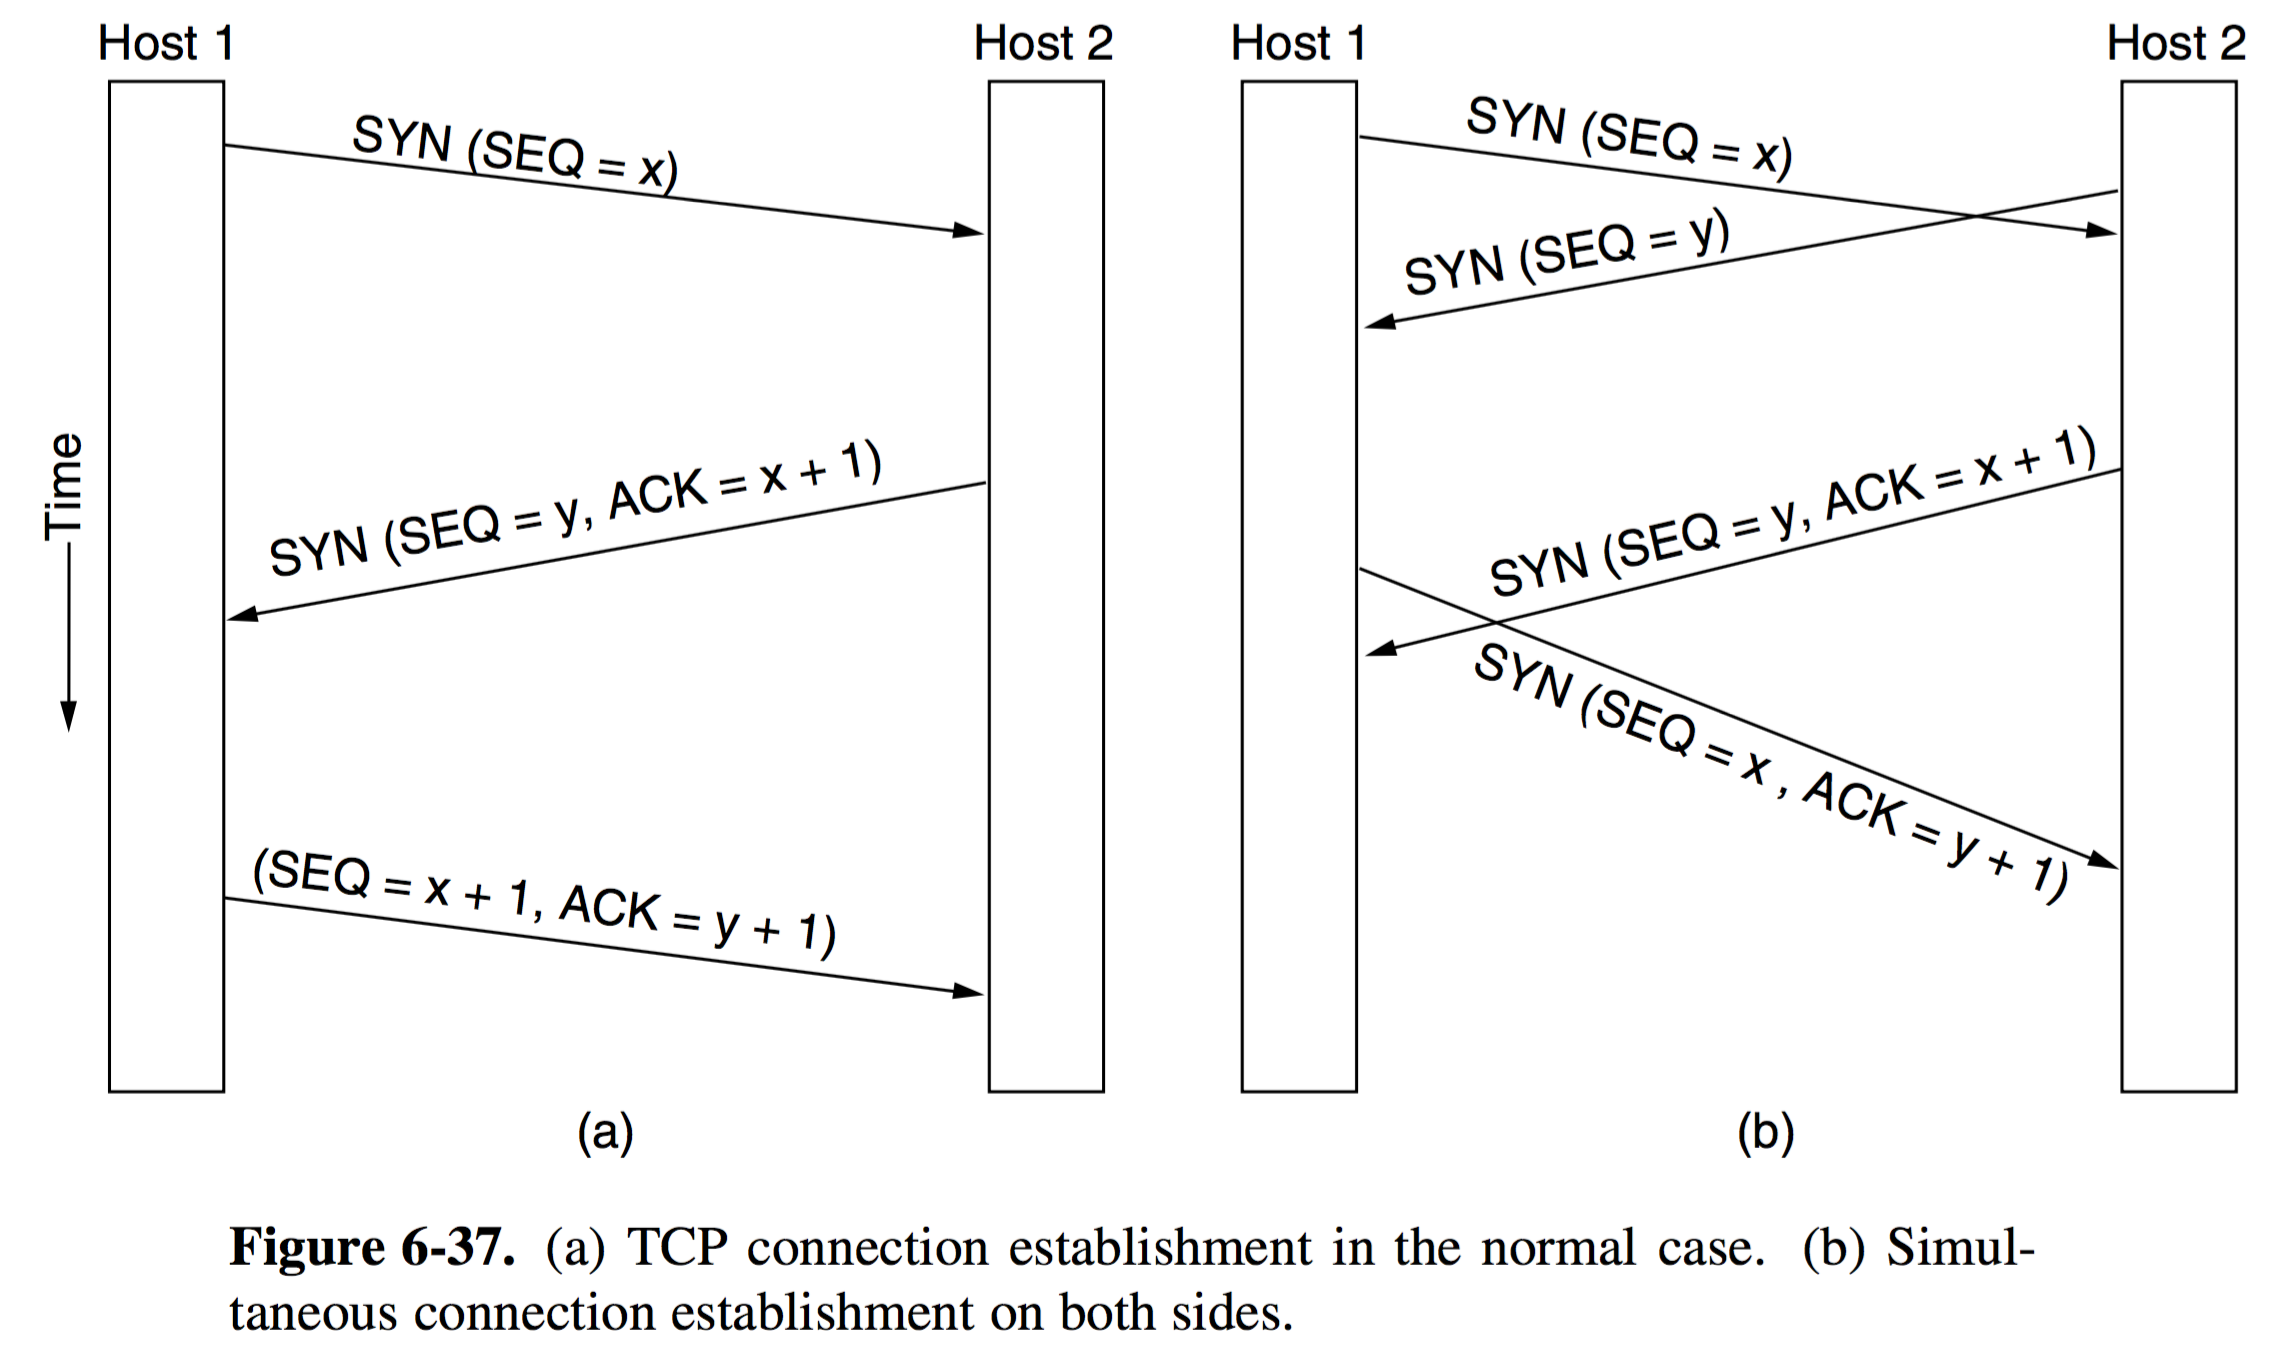 Host 1
Host 2
SYN (SEQ = x)
SYN (SEQ = y, ACK = x + 1)
(SEQ = x + 1, ACK = y + 1)
Time
(a)
Host 1
Host 2
SYN (SEQ = x)
SYN (SEQ = y)
SYN (SEQ = y, ACK = x + 1)
SYN (SEQ = x , ACK = y + 1)
(b)
Figure 6-37. (a) TCP connection establishment in the normal case. (b) Simul-
taneous connection establishment on both sides.